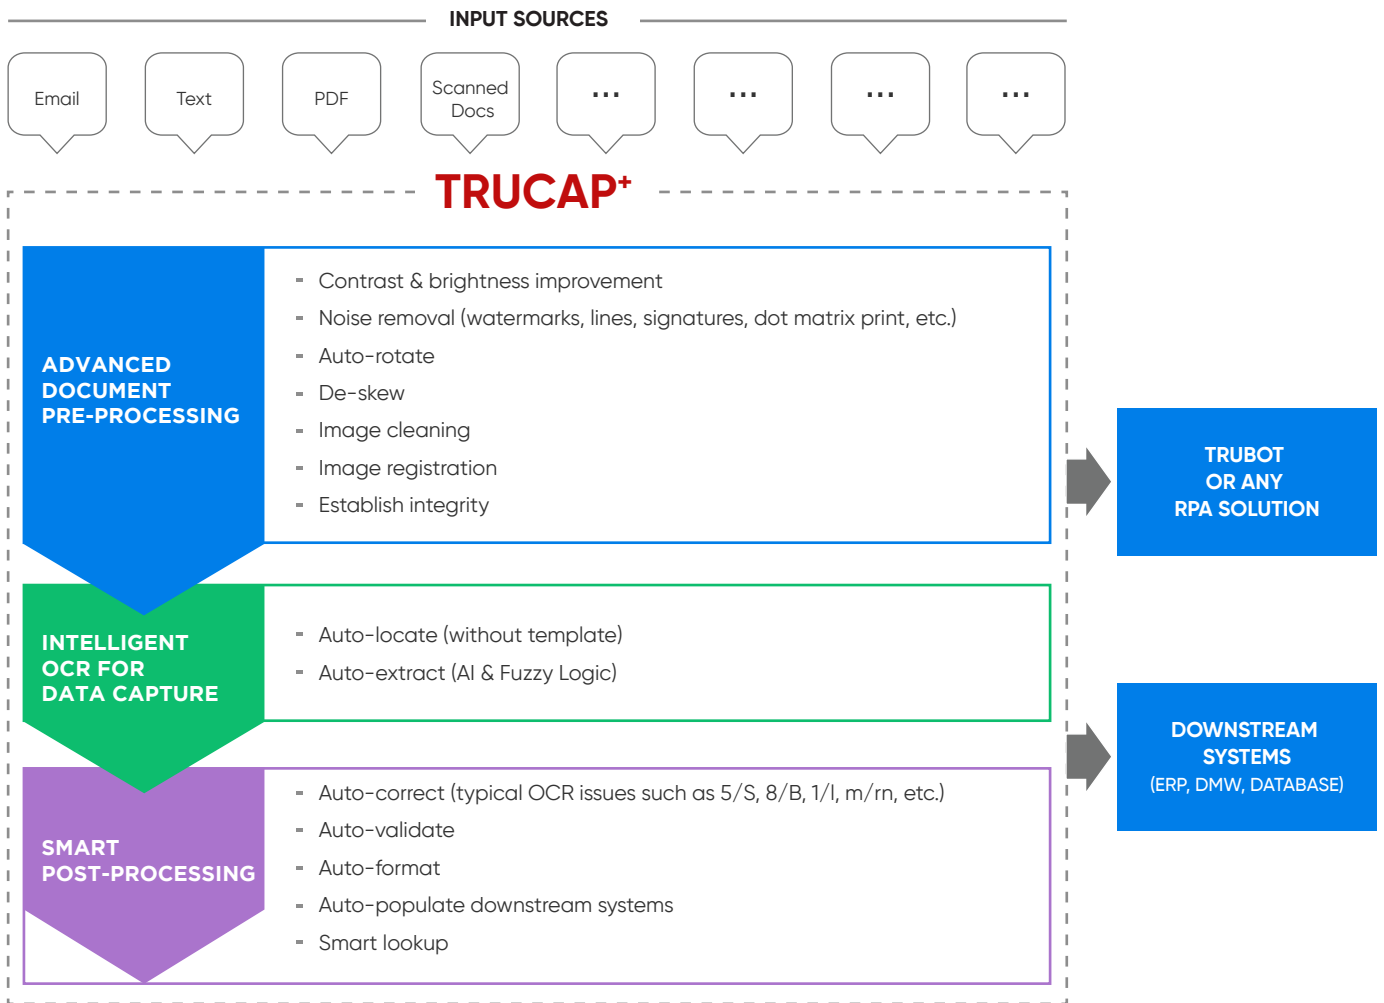 INPUT SOURCES
Email
Text
PDF
Scanned
Docs
...
...
...
...
TRUCAP+
ADVANCED
DOCUMENT
PRE-PROCESSING
- Contrast & brightness improvement
- Noise removal (watermarks, lines, signatures, dot matrix print, etc.)
- Auto-rotate
- De-skew
- Image cleaning
- Image registration
- Establish integrity
INTELLIGENT
OCR FOR
DATA CAPTURE
- Auto-locate (without template)
- Auto-extract (AI & Fuzzy Logic)
SMART
POST-PROCESSING
- Auto-correct (typical OCR issues such as 5/S, 8/B, 1/l, m/rn, etc.)
- Auto-validate
- Auto-format
- Auto-populate downstream systems
- Smart lookup
TRUBOT
OR ANY
RPA SOLUTION
DOWNSTREAM
SYSTEMS
(ERP, DMW, DATABASE)